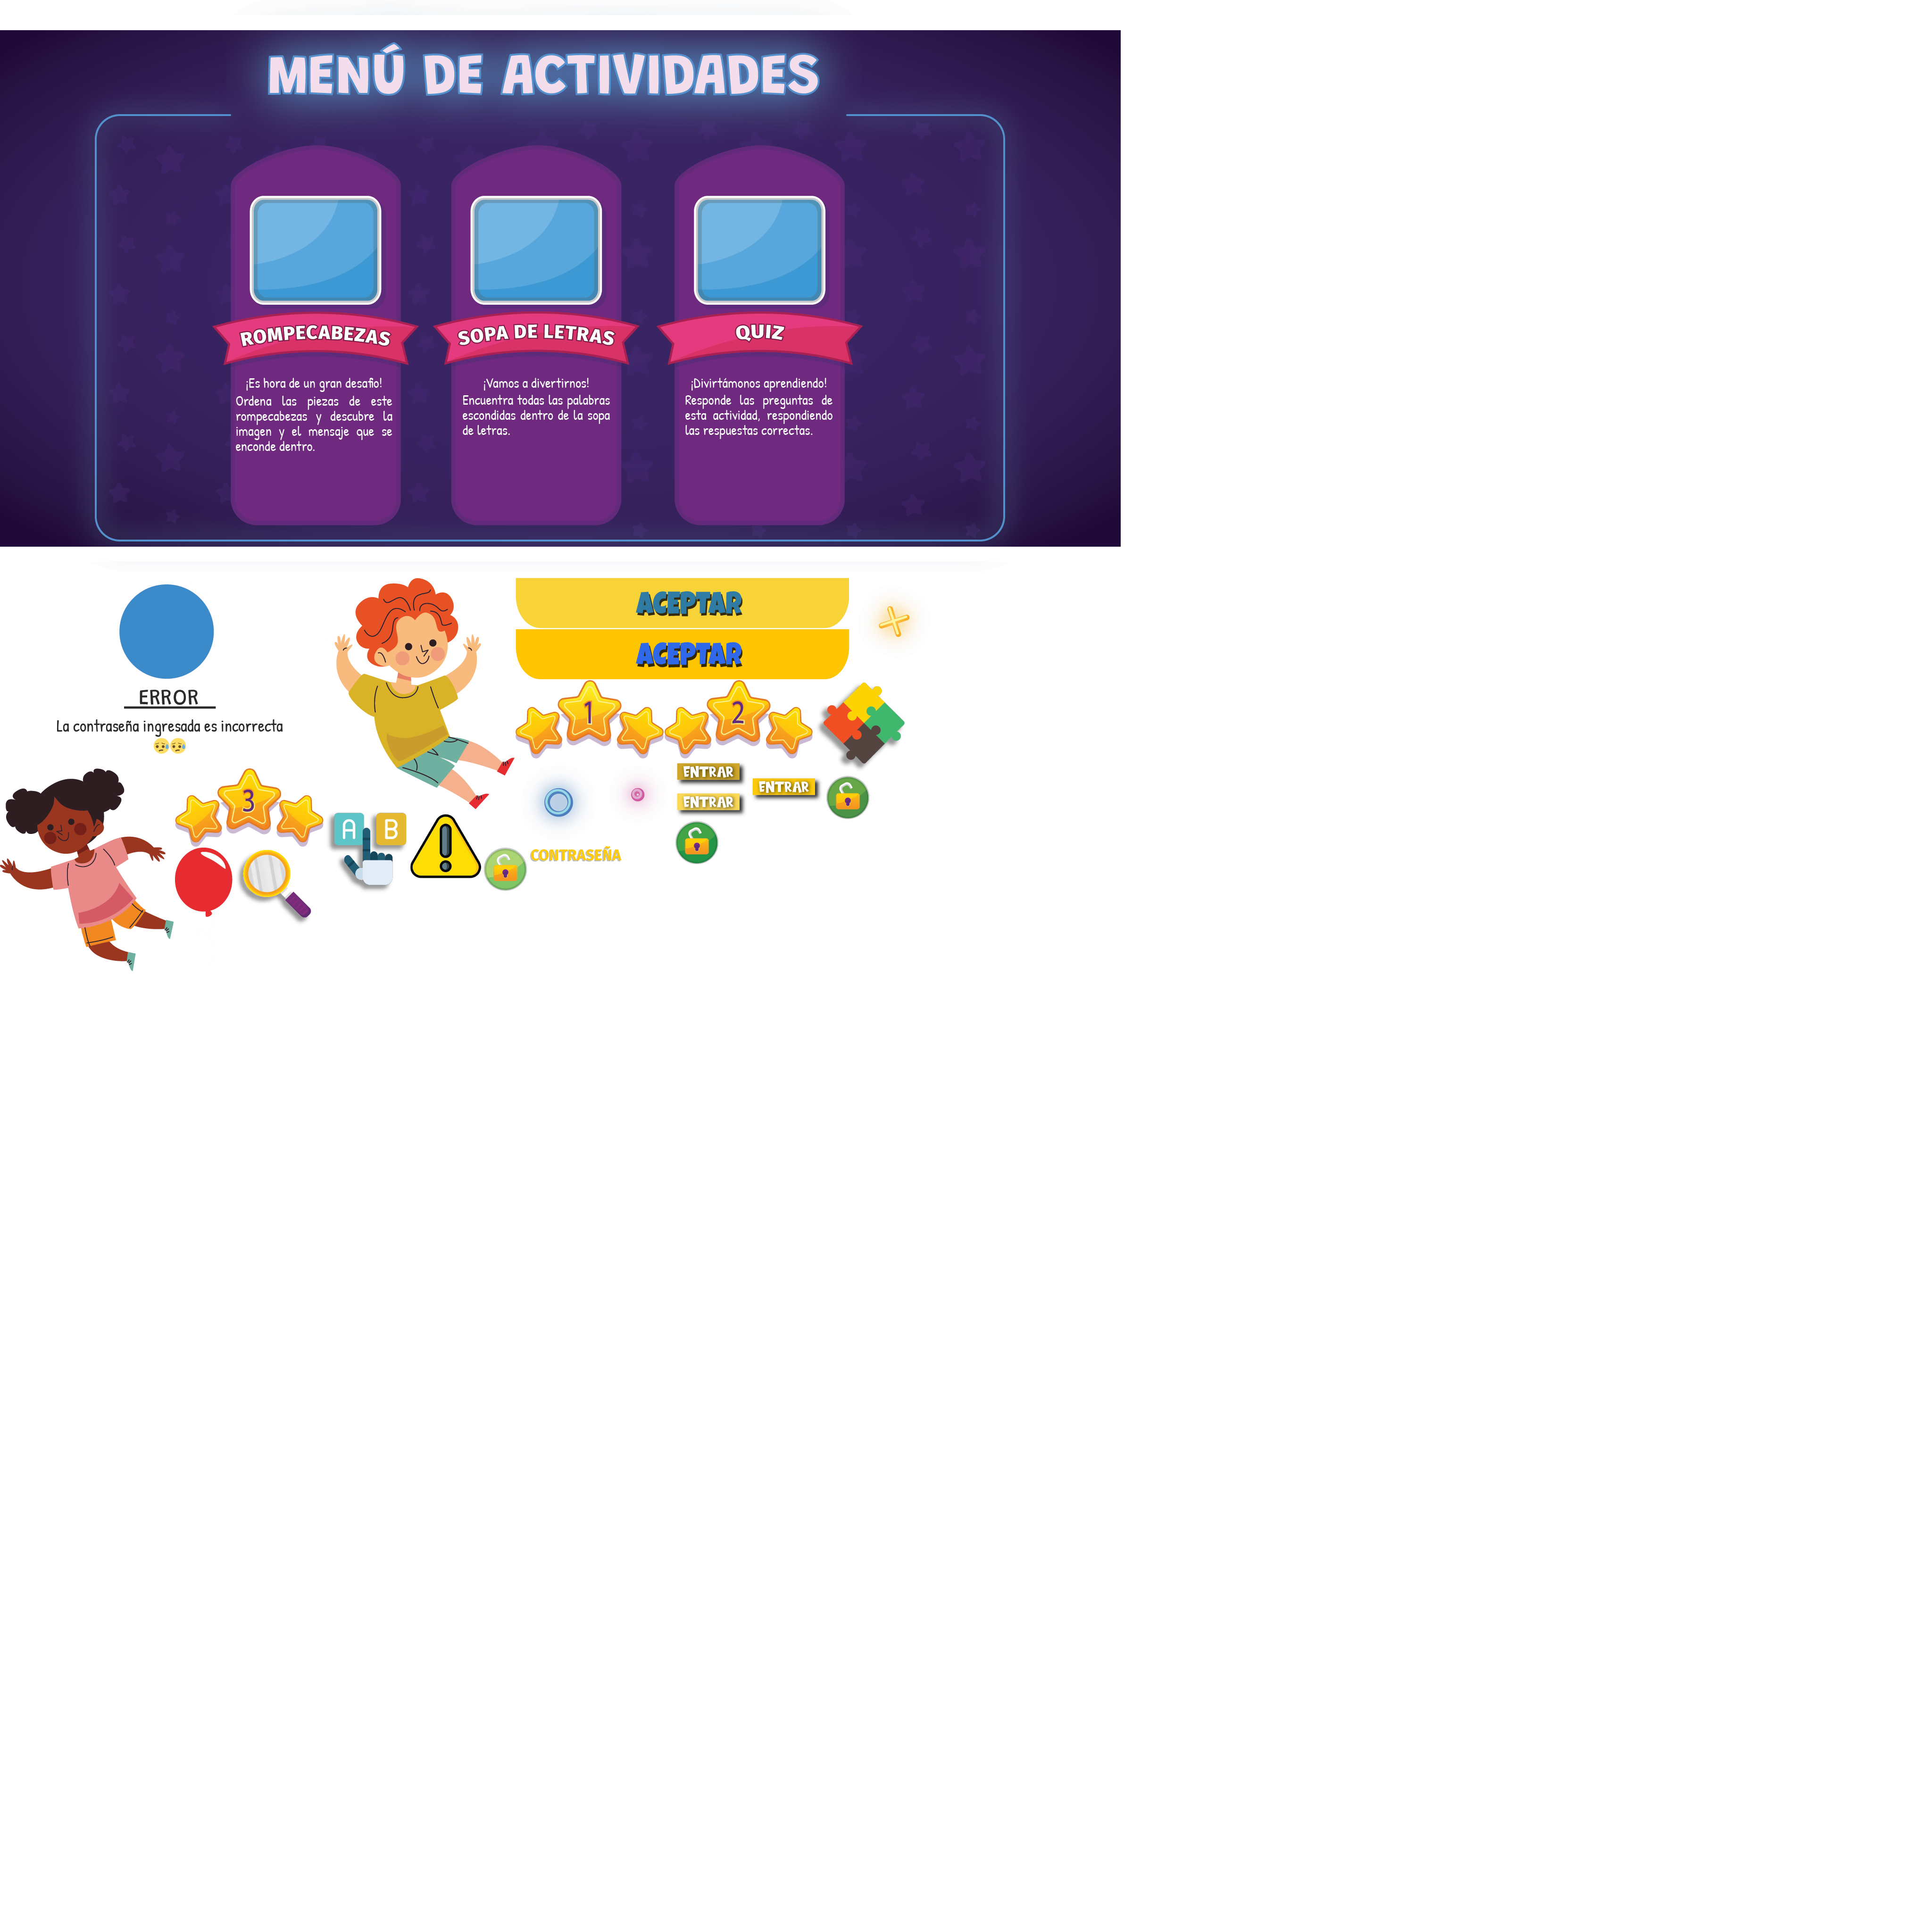 MENÚ DE ACTIVIDADES
ROMPECABEZAS
¡Es hora de un gran desafio!
Ordena las piezas de este
rompecabezas y descubre la
imagen y el mensaje que se
enconde dentro.
SOPA DE LETRAS
¡Vamos a divertirnos!
Encuentra todas las palabras
escondidas dentro de la sopa
de letras.
QUIZ
¡Divirtámonos aprendiendo!
Responde las preguntas de
esta actividad, respondiendo
las respuestas correctas.
ERROR
La contraseña ingresada es incorrecta
ACEPTAR
ACEPTAR
1
2
ENTRAR
ENTRAR
ENTRAR
3
A B
CONTRASEÑA